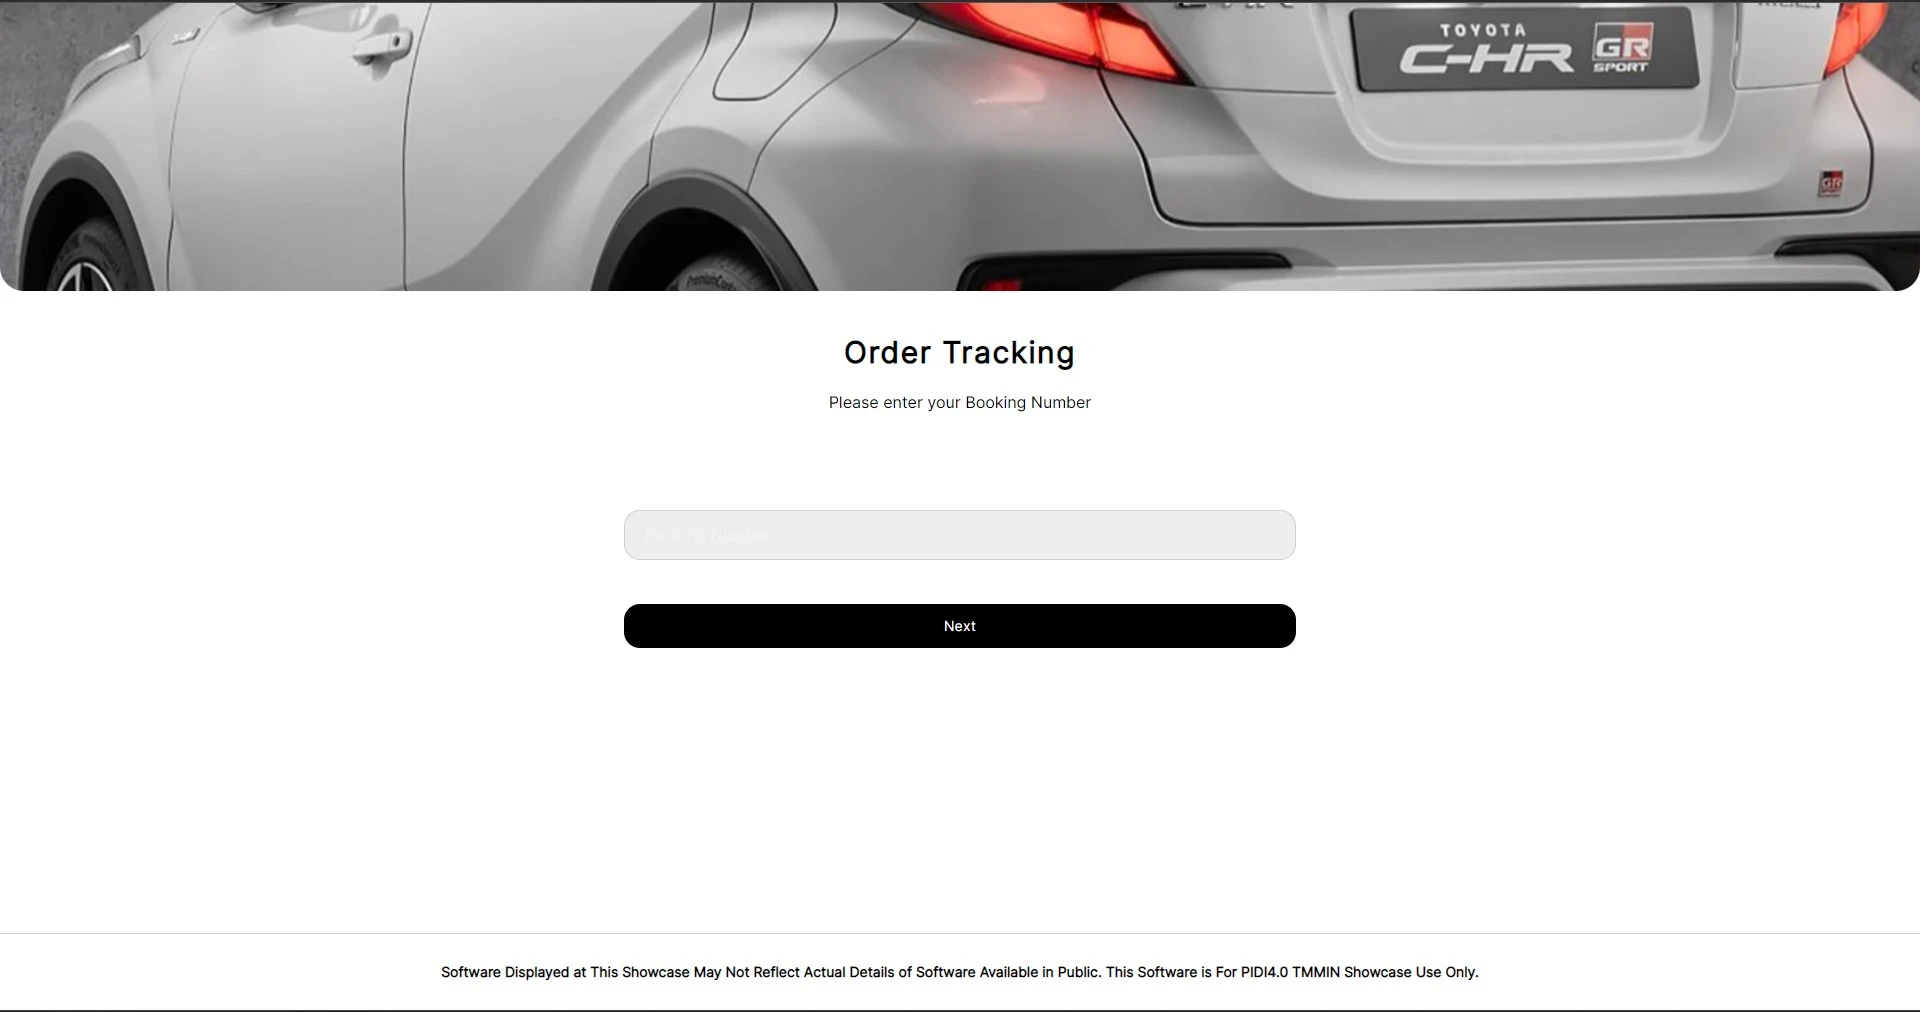 TOYOTA
C-HR
GR
SPORT
GR
Order Tracking
Please enter your Booking Number
Booking Number
Next
Software Displayed at This Showcase May Not Reflect Actual Details of Software Available in Public. This Software is For PIDI4.0 TMMIN Showcase Use Only.